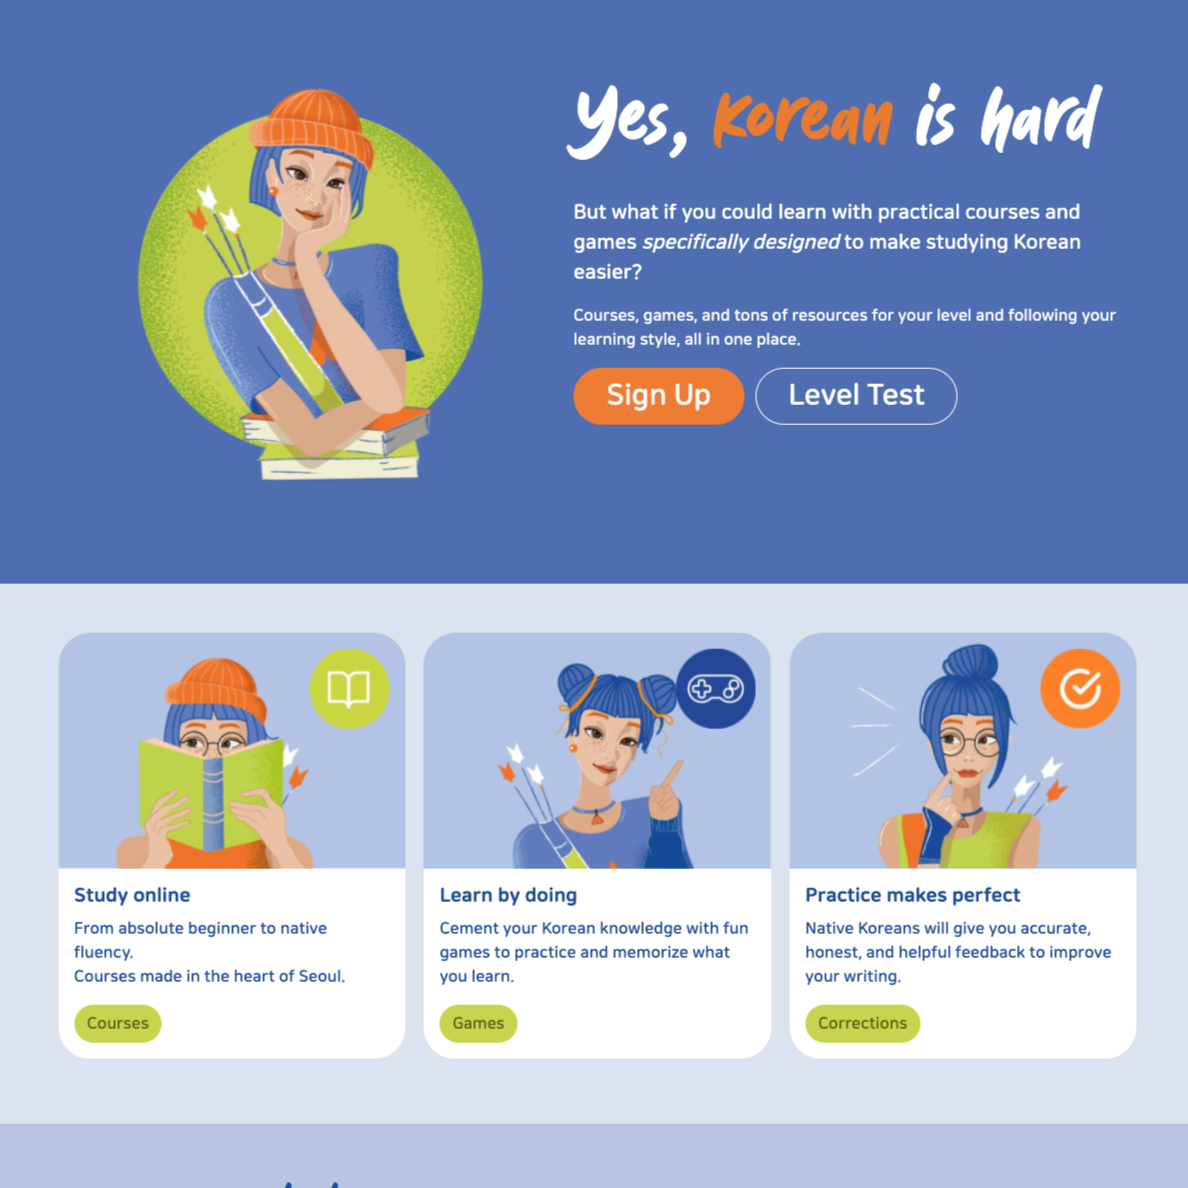 Yes, Korean is hard
But what if you could learn with practical courses and
games specifically designed to make studying Korean
easier?
Courses, games, and tons of resources for your level and following your
learning style, all in one place.
Sign Up
Level Test
Study online
From absolute beginner to native
fluency.
Courses made in the heart of Seoul.
Courses
Learn by doing
Cement your Korean knowledge with fun
games to practice and memorize what
you learn.
Games
Practice makes perfect
Native Koreans will give you accurate,
honest, and helpful feedback to improve
your writing.
Corrections